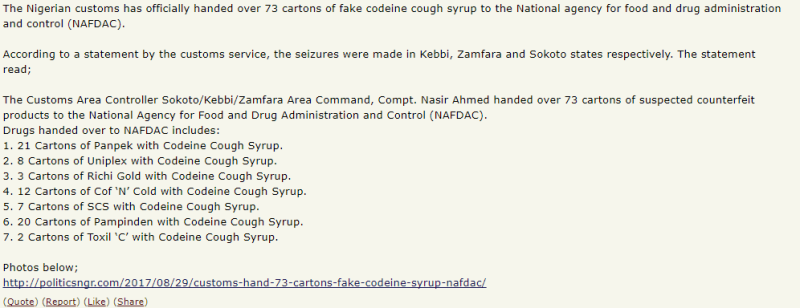 The Nigerian customs has officially handed over 73 cartons of fake codeine cough syrup to the National agency for food and drug administration
and control (NAFDAC).
According to a statement by the customs service, the seizures were made in Kebbi, Zamfara and Sokoto states respectively. The statement
read;
The Customs Area Controller Sokoto/Kebbi/Zamfara Area Command, Compt. Nasir Ahmed handed over 73 cartons of suspected counterfeit
products to the National Agency for Food and Drug Administration and Control (NAFDAC).
Drugs handed over to NAFDAC includes:
1. 21 Cartons of Panpek with Codeine Cough Syrup.
2. 8 Cartons of Uniplex with Codeine Cough Syrup.
3. 3 Cartons of Richi Gold with Codeine Cough Syrup.
4. 12 Cartons of Cof ‘N’ Cold with Codeine Cough Syrup.
5. 7 Cartons of SCS with Codeine Cough Syrup.
6. 20 Cartons of Pampinden with Codeine Cough Syrup.
7. 2 Cartons of Toxil ‘C’ with Codeine Cough Syrup.
Photos below;
http://politicsngr.com/2017/08/29/customs-hand-73-cartons-fake-codeine-syrup-nafdac/
(Quote) (Report) (Like) (Share)